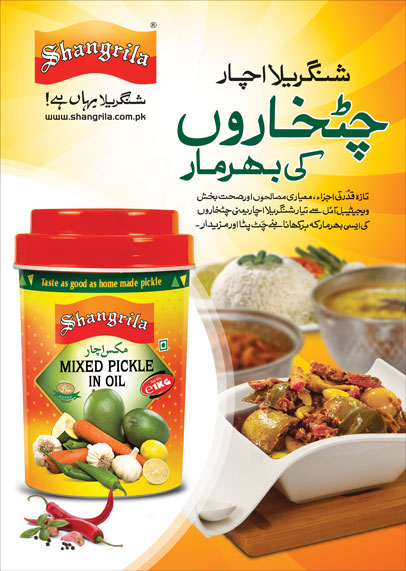 Shangrila
®
شنگریلا یہاں ہے!
www.shangrila.com.pk
شنگریلا اچار
چٹخاروں
کی بھرمار
تازہ قدرتی اجزاء، معیاری مصالحوں اور صحت بخش
ویجیٹیبل آئل سے تیار شنگریلا اچار یعنی چٹخاروں
کی ایسی بھرمار کہ ہر کھانا بنے چٹ پٹا اور مزیدار۔
Taste as good as home made pickle
Shangrila
مکس اچار
MIXED PICKLE
IN OIL
1KG